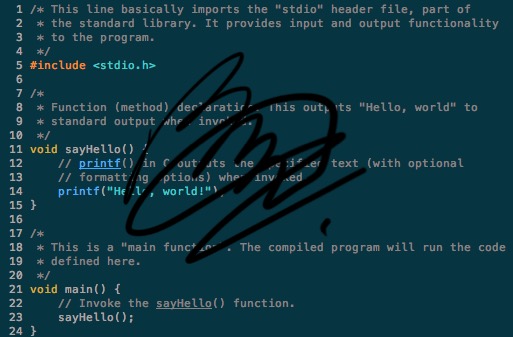 1 /* This line basically imports the "stdio" header file, part of
2 * the standard library. It provides input and output functionality
3 * to the program.
4 */
5 #include <stdio.h>
6
7 /*
8 * Function (method) declaration. This outputs "Hello, world" to
9 * standard output when invoked.
10 */
11 void sayHello() {
12 // printf() in C outputs the specified text (with optional
13 // formatting options) when invoked
14 printf("Hello, world!");
15 }
16
17 /*
18 * This is a "main function". The compiled program will run the code
19 * defined here.
20 */
21 void main() {
22 // Invoke the sayHello() function.
23 sayHello();
24 }